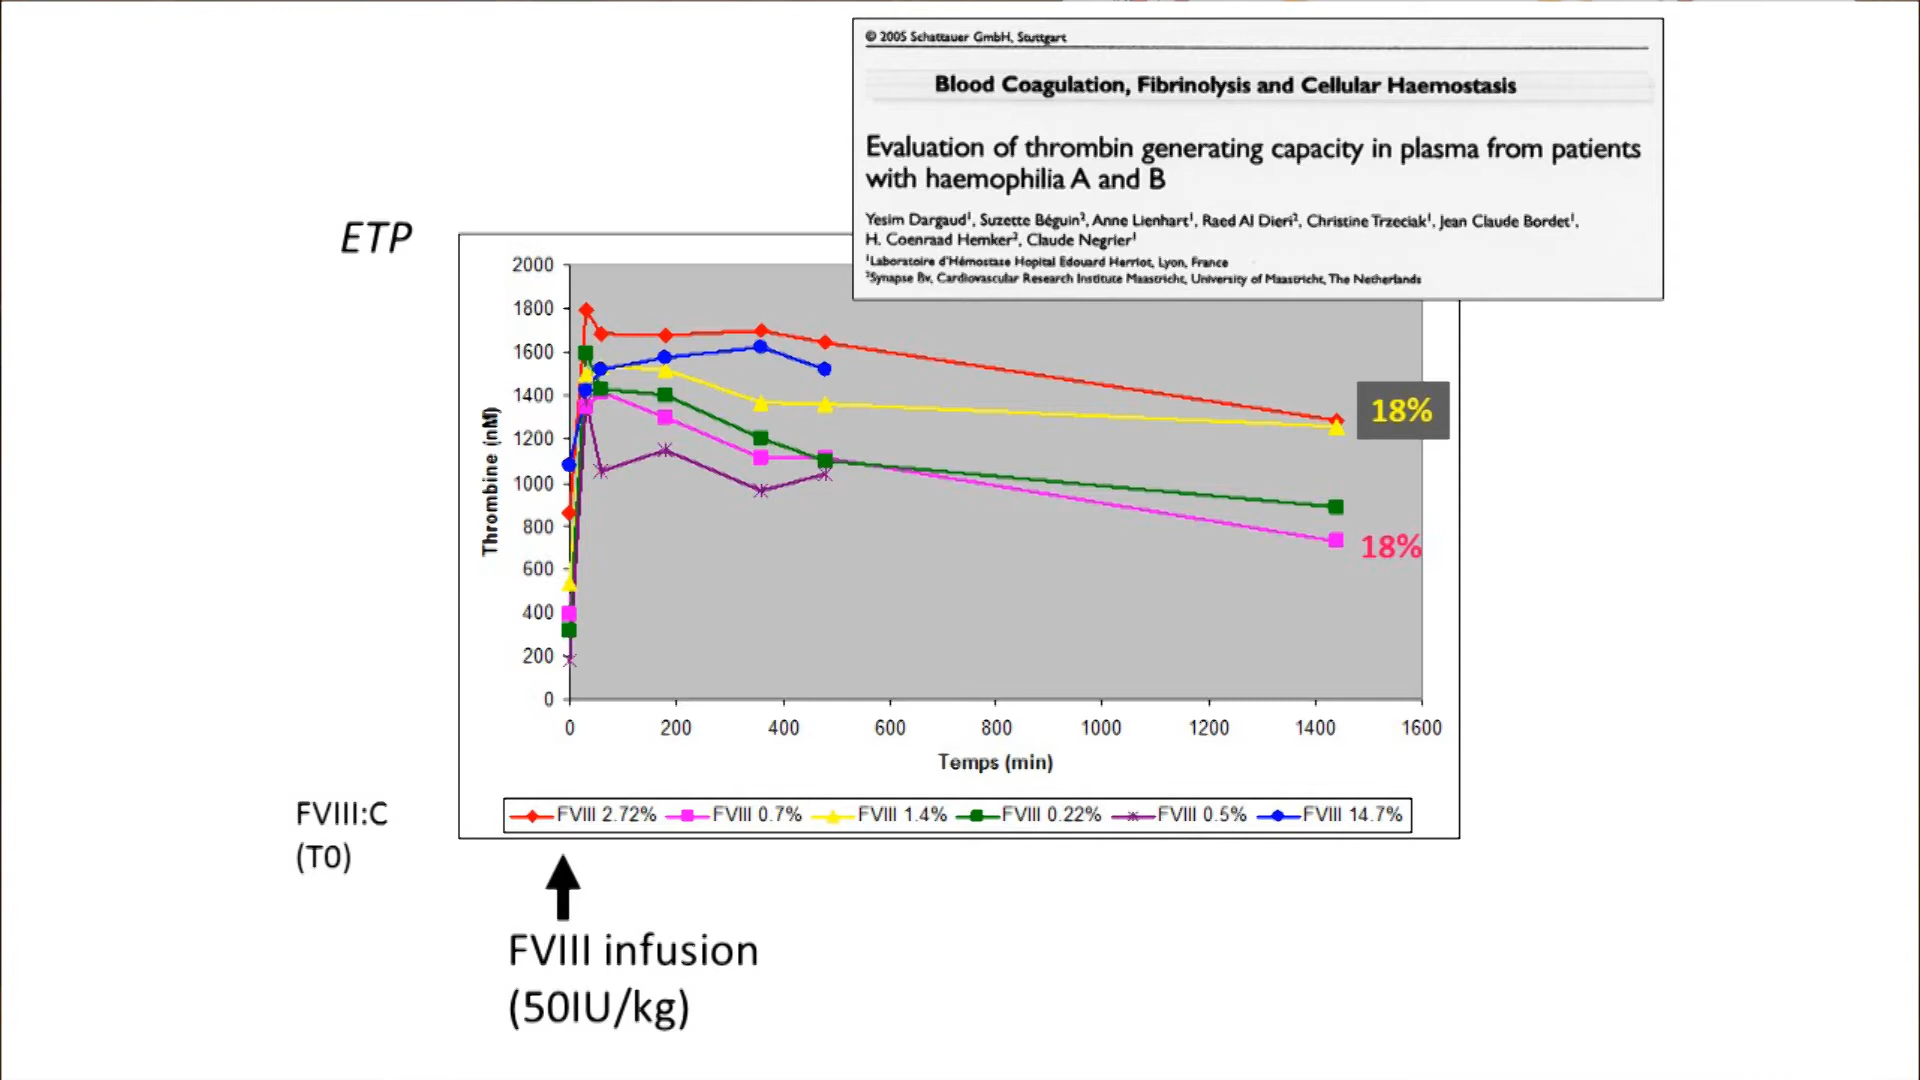 © 2005 Schattauer GmbH, Stuttgart
Blood Coagulation, Fibrinolysis and Cellular Haemostasis
Evaluation of thrombin generating capacity in plasma from patients
with haemophilia A and B
Yesim Dargaud¹, Suzette Béguin², Anne Lienhart¹, Raed Al Dieri², Christine Trzeciak¹, Jean Claude Bordet¹,
H. Coenraad Hemker², Claude Negrier¹
¹Laboratoire d'Hémostase Hopital Edouard Herriot, Lyon, France
²Synapse Bv, Cardiovascular Research Institute Maastricht, University of Maastricht, The Netherlands
ETP
2000
1800
1600
1400
1200
1000
800
600
400
200
0
Thrombine (nM)
18%
18%
0 200 400 600 800 1000 1200 1400 1600
Temps (min)
FVIII 2.72% FVIII 0.7% FVIII 1.4% FVIII 0.22% FVIII 0.5% FVIII 14.7%
FVIII:C
(T0)
FVIII infusion
(50IU/kg)